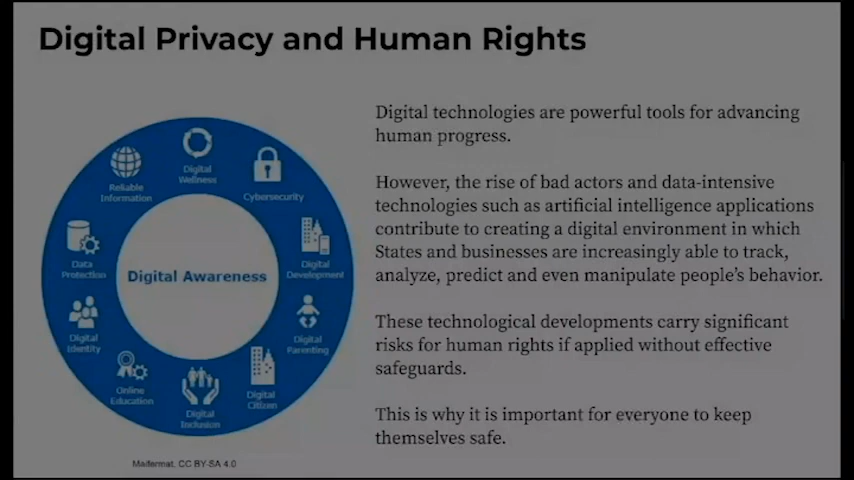 Digital Privacy and Human Rights
Digital technologies are powerful tools for advancing
human progress.
However, the rise of bad actors and data-intensive
technologies such as artificial intelligence applications
contribute to creating a digital environment in which
States and businesses are increasingly able to track,
analyze, predict and even manipulate people's behavior.
These technological developments carry significant
risks for human rights if applied without effective
safeguards.
This is why it is important for everyone to keep
themselves safe.
Digital
Wellness
Cybersecurity
Digital
Development
Digital
Parenting
Digital
Citizen
Digital
Inclusion
Online
Education
Digital
Identity
Data
Protection
Reliable
Information
Digital Awareness
Maifermat, CC BY-SA 4.0